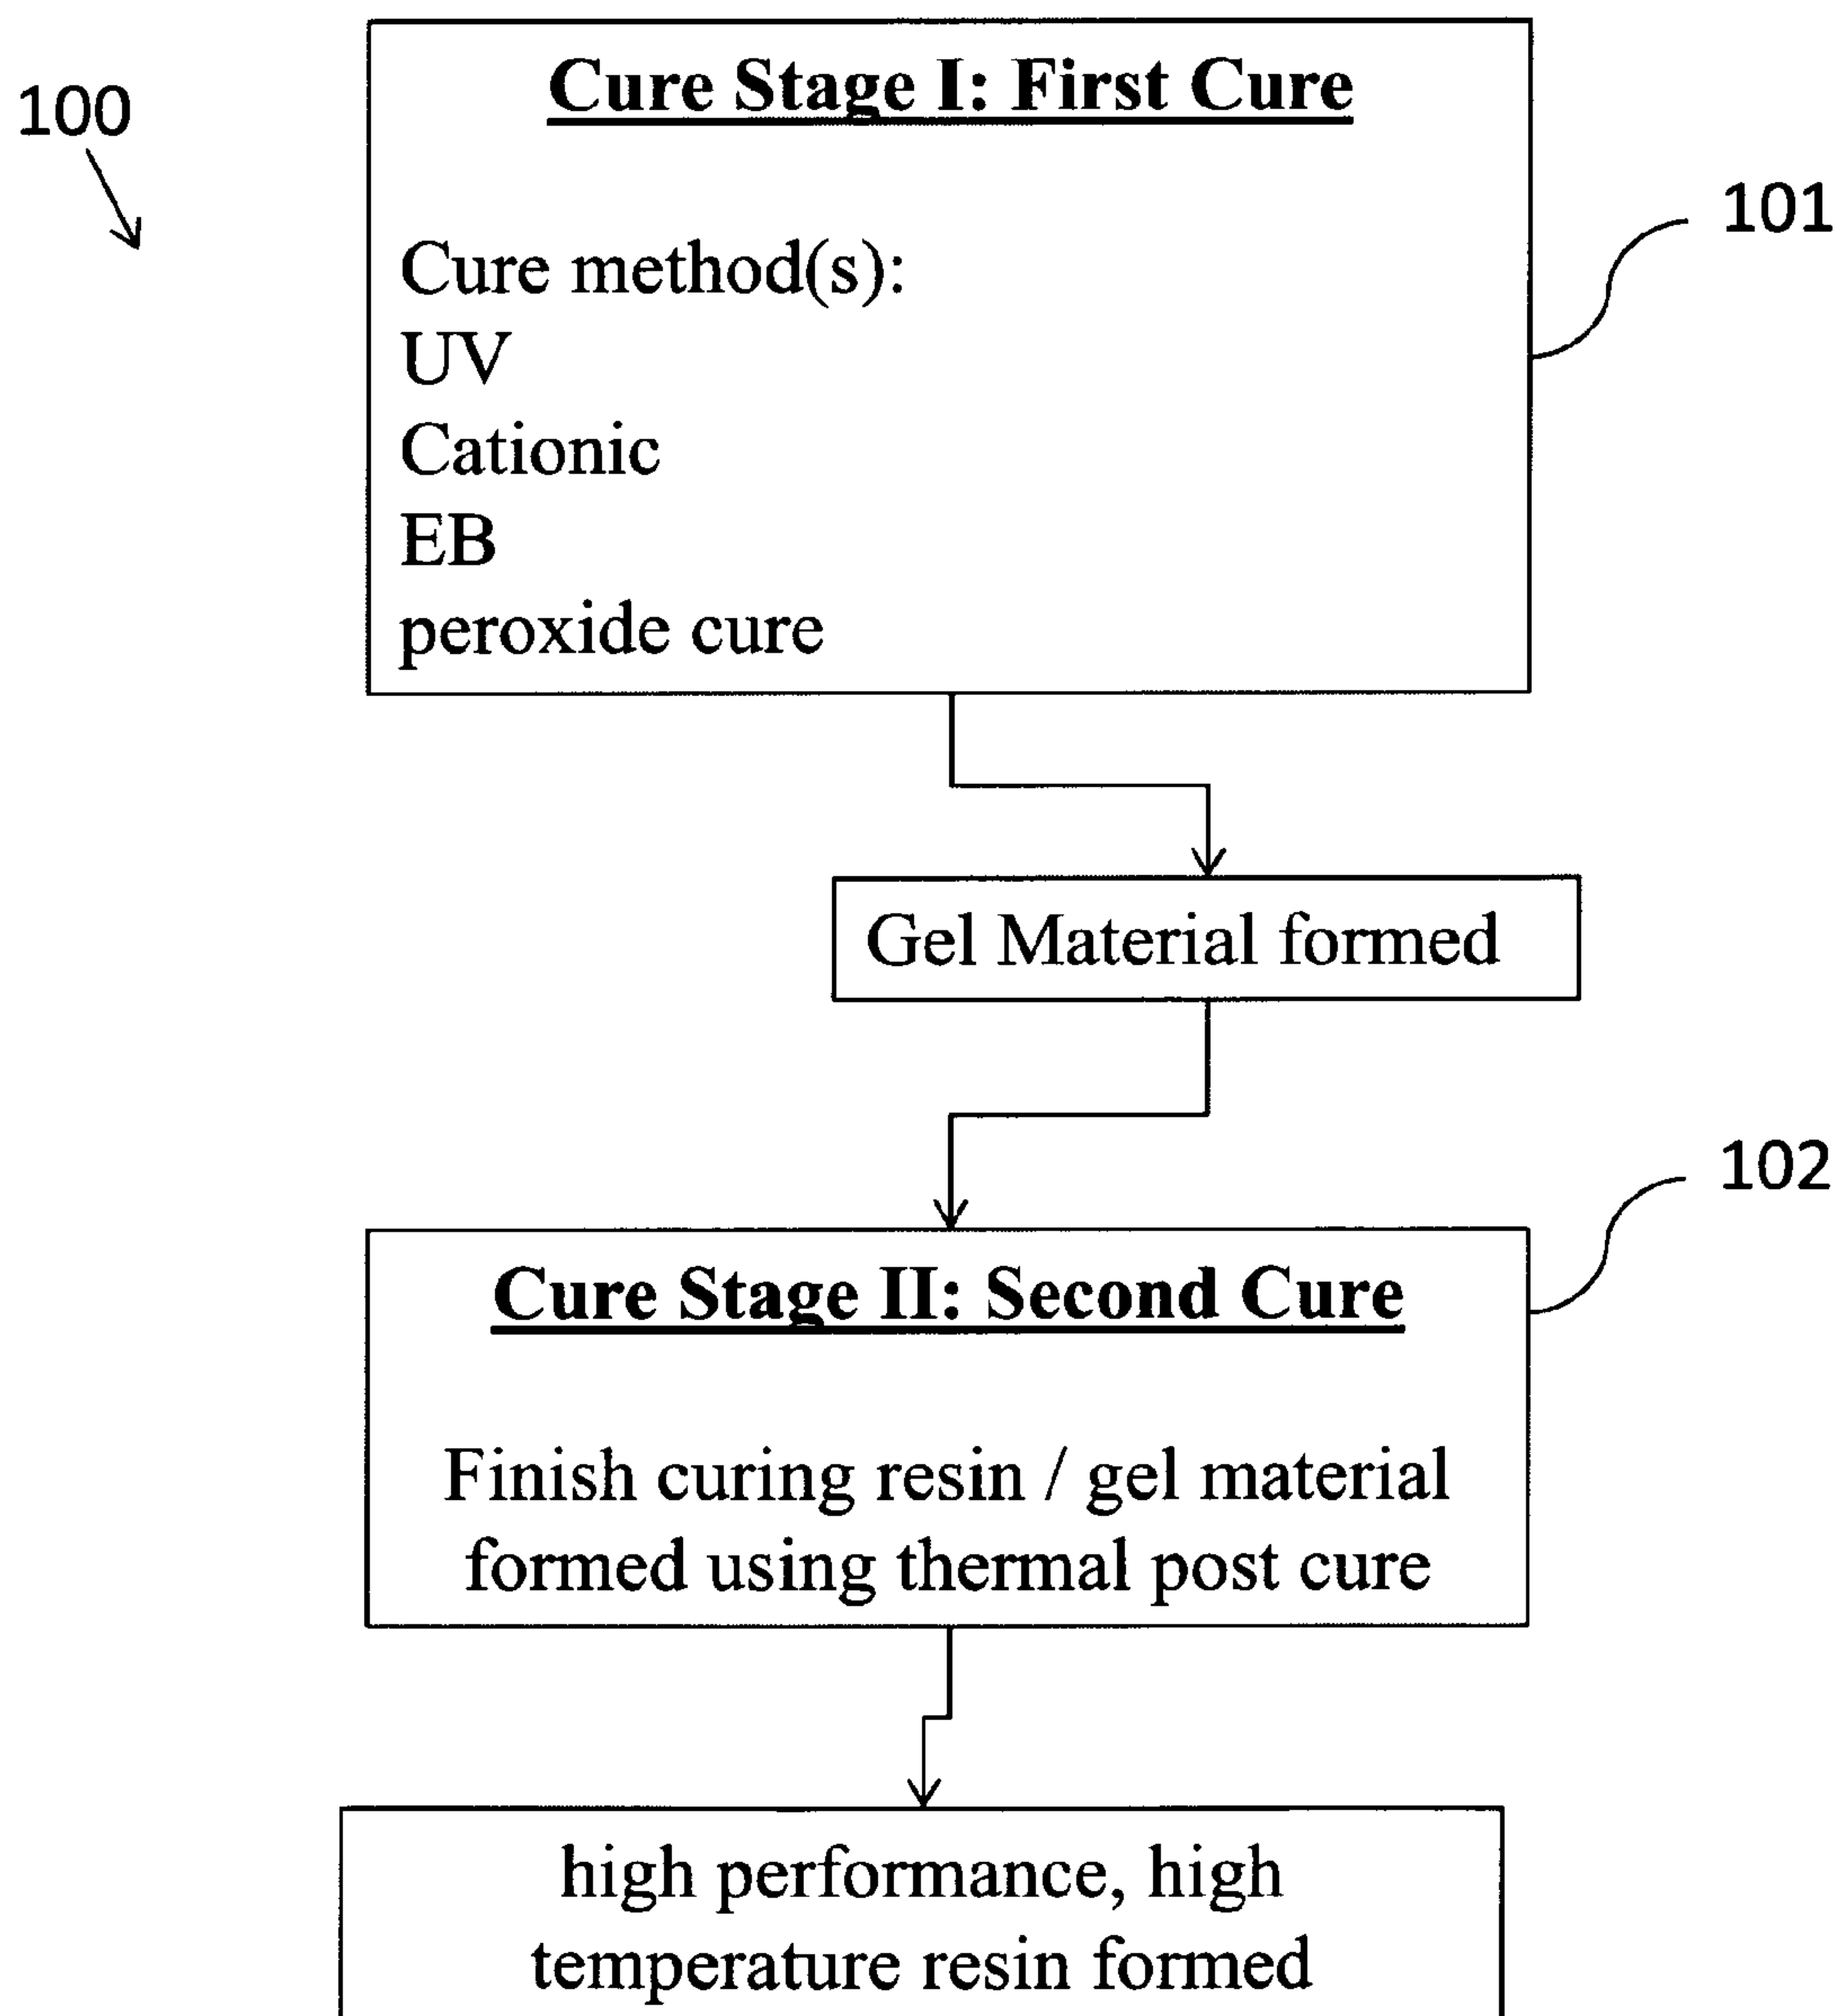 100
Cure Stage I: First Cure
101
Cure method(s):
UV
Cationic
EB
peroxide cure
Gel Material formed
102
Cure Stage II: Second Cure
Finish curing resin / gel material
formed using thermal post cure
high performance, high
temperature resin formed